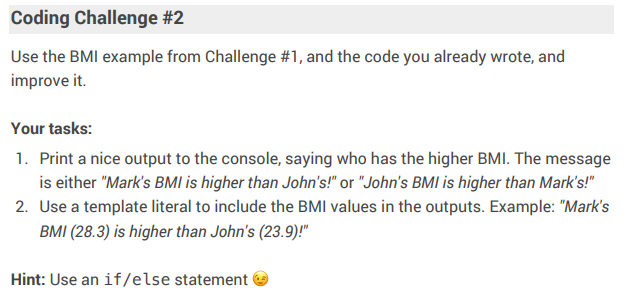 Coding Challenge #2
Use the BMI example from Challenge #1, and the code you already wrote, and
improve it.
Your tasks:
1. Print a nice output to the console, saying who has the higher BMI. The message
is either "Mark's BMI is higher than John's!" or "John's BMI is higher than Mark's!"
2. Use a template literal to include the BMI values in the outputs. Example: "Mark's
BMI (28.3) is higher than John's (23.9)!"
Hint: Use an if/else statement 😉